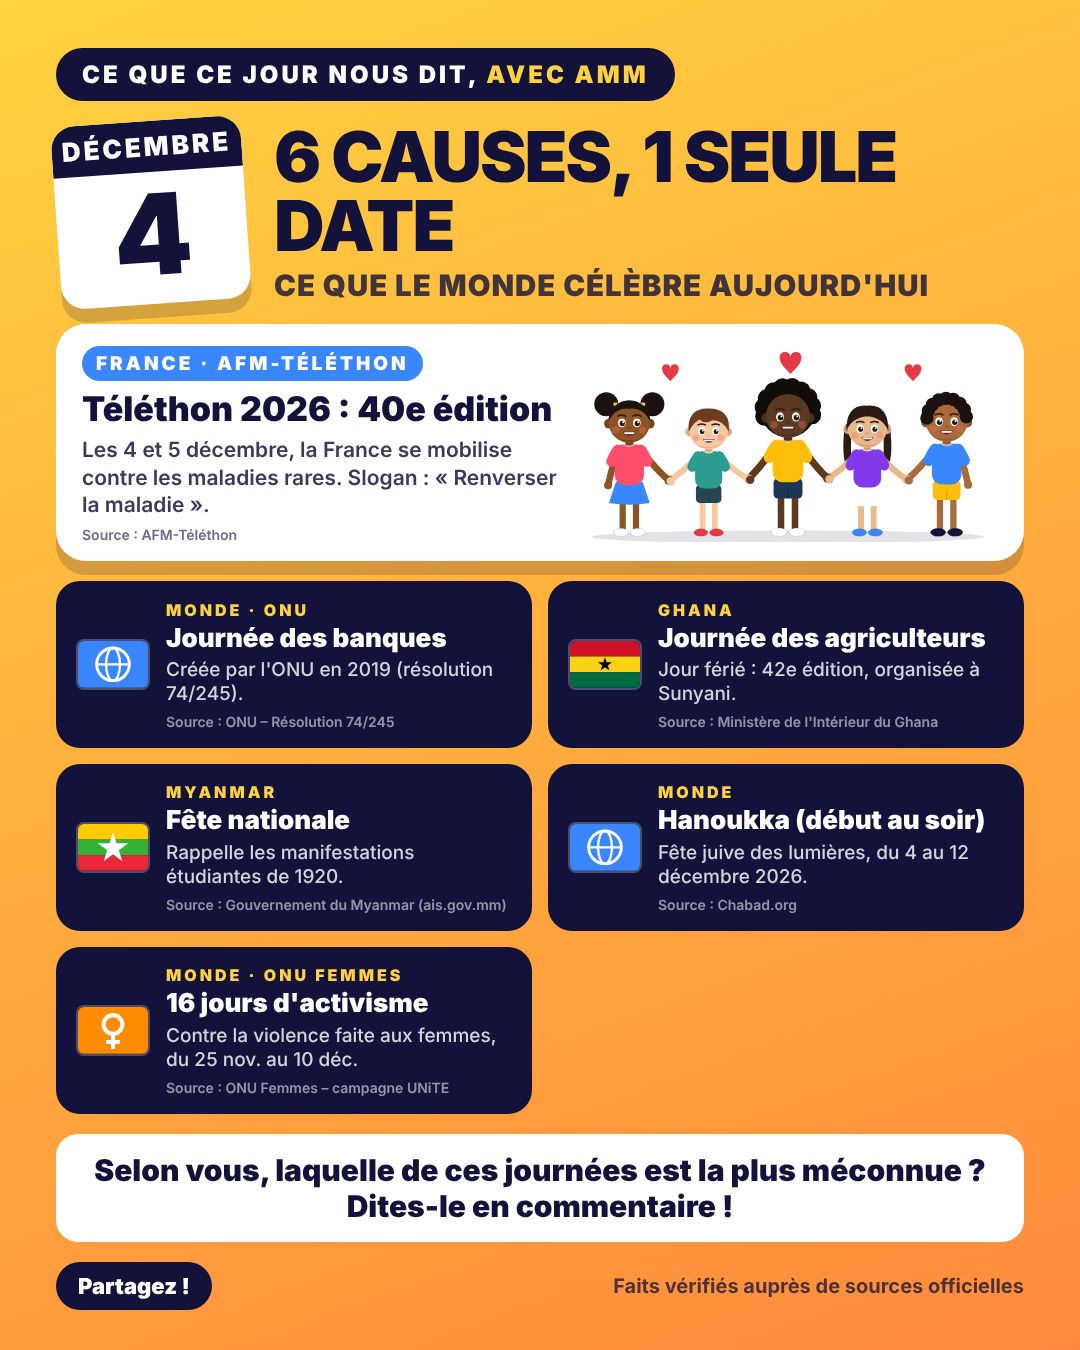 CE QUE CE JOUR NOUS DIT, AVEC AMM
DÉCEMBRE
4
6 CAUSES, 1 SEULE
DATE
CE QUE LE MONDE CÉLÈBRE AUJOURD'HUI
FRANCE · AFM-TÉLÉTHON
Téléthon 2026 : 40e édition
Les 4 et 5 décembre, la France se mobilise
contre les maladies rares. Slogan : « Renverser
la maladie ».
Source : AFM-Téléthon
MONDE · ONU
Journée des banques
Créée par l'ONU en 2019 (résolution
74/245).
Source : ONU – Résolution 74/245
GHANA
Journée des agriculteurs
Jour férié : 42e édition, organisée à
Sunyani.
Source : Ministère de l'Intérieur du Ghana
MYANMAR
Fête nationale
Rappelle les manifestations
étudiantes de 1920.
Source : Gouvernement du Myanmar (ais.gov.mm)
MONDE
Hanoukka (début au soir)
Fête juive des lumières, du 4 au 12
décembre 2026.
Source : Chabad.org
MONDE · ONU FEMMES
16 jours d'activisme
Contre la violence faite aux femmes,
du 25 nov. au 10 déc.
Source : ONU Femmes – campagne UNiTE
Selon vous, laquelle de ces journées est la plus méconnue ?
Dites-le en commentaire !
Partagez !
Faits vérifiés auprès de sources officielles